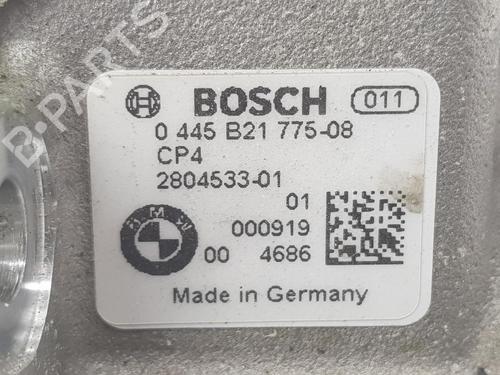 B-PARTS
BOSCH 011
0 445 B21 775-08
CP4
2804533-01
01
BMW 000919
00 4686
Made in Germany